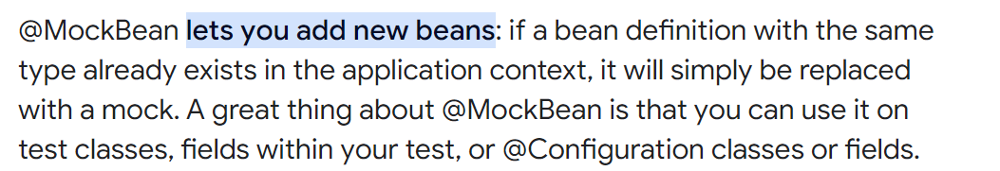 @MockBean lets you add new beans: if a bean definition with the same
type already exists in the application context, it will simply be replaced
with a mock. A great thing about @MockBean is that you can use it on
test classes, fields within your test, or @Configuration classes or fields.